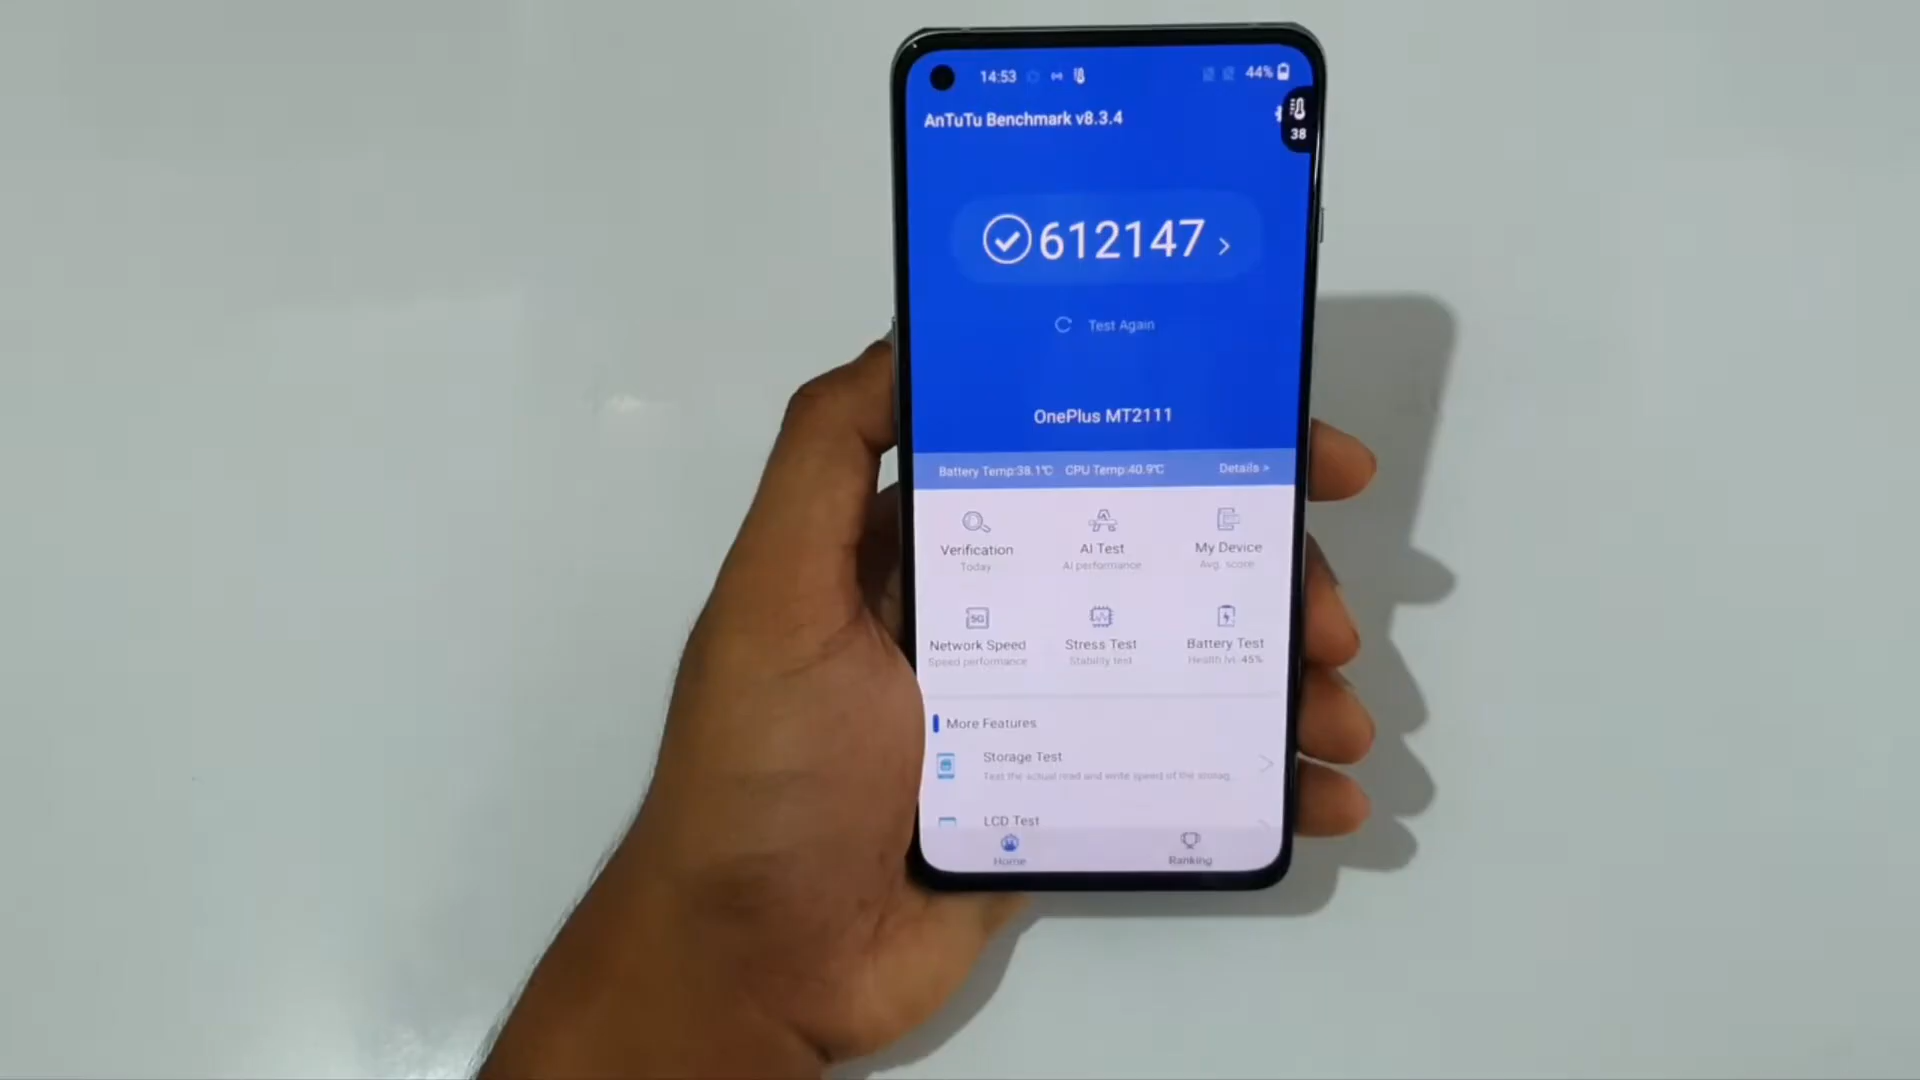 14:53
44%
AnTuTu Benchmark v8.3.4
38
612147 >
Test Again
OnePlus MT2111
Battery Temp:38.1℃ CPU Temp:40.9℃ Details >
Verification AI Test My Device
Today AI performance Avg. score
5G
Network Speed Stress Test Battery Test
Speed performance Stability test Health lvl:45%
More Features
Storage Test
Test the actual read and write speed of the storag...
LCD Test
Home Ranking